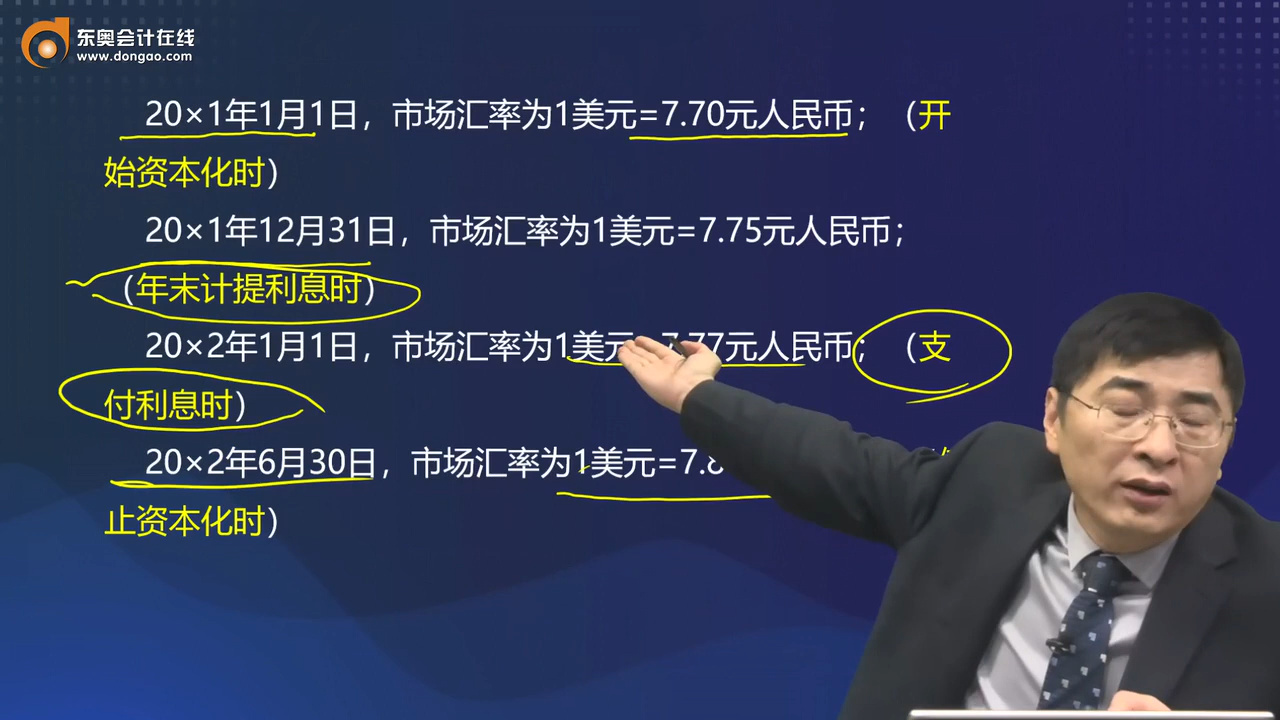 东奥会计在线
www.dongao.com
20×1年1月1日，市场汇率为1美元=7.70元人民币；（开
始资本化时）
20×1年12月31日，市场汇率为1美元=7.75元人民币；
（年末计提利息时）
20×2年1月1日，市场汇率为1美元=7.77元人民币；（支
付利息时）
20×2年6月30日，市场汇率为1美元=7.8
止资本化时）